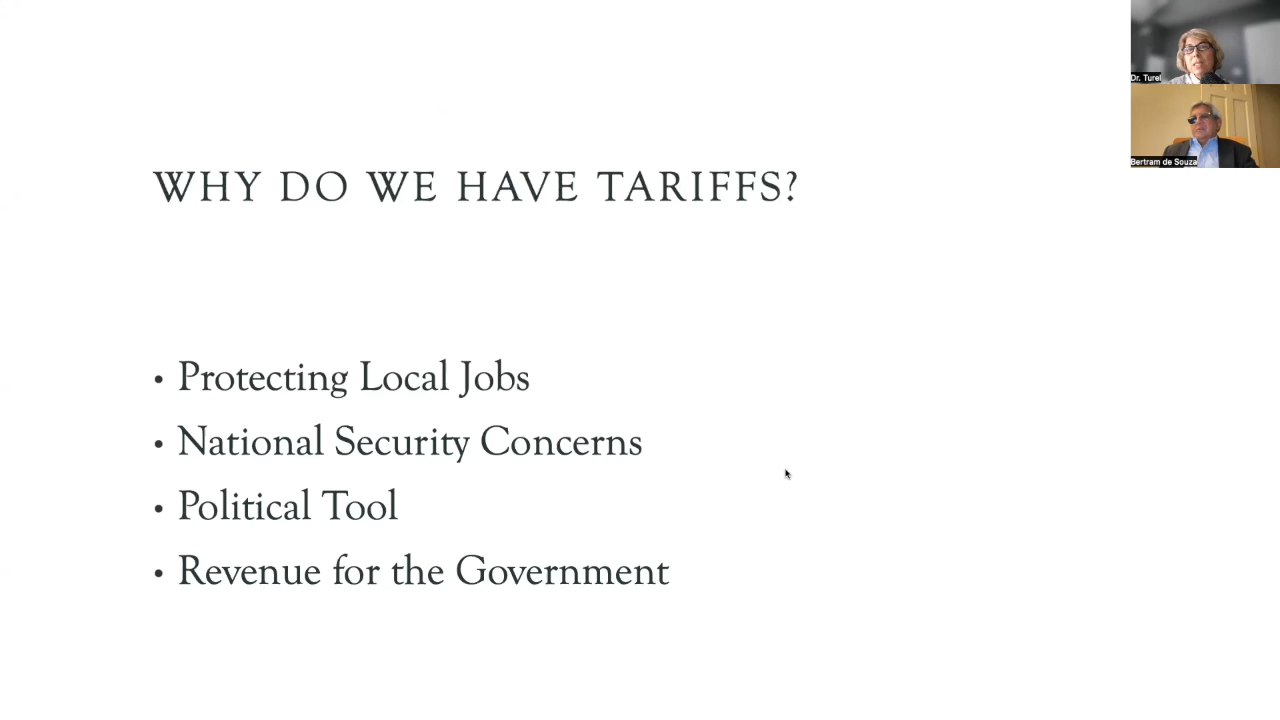 Dr. Turel
Bertram de Souza
WHY DO WE HAVE TARIFFS?
• Protecting Local Jobs
• National Security Concerns
• Political Tool
• Revenue for the Government